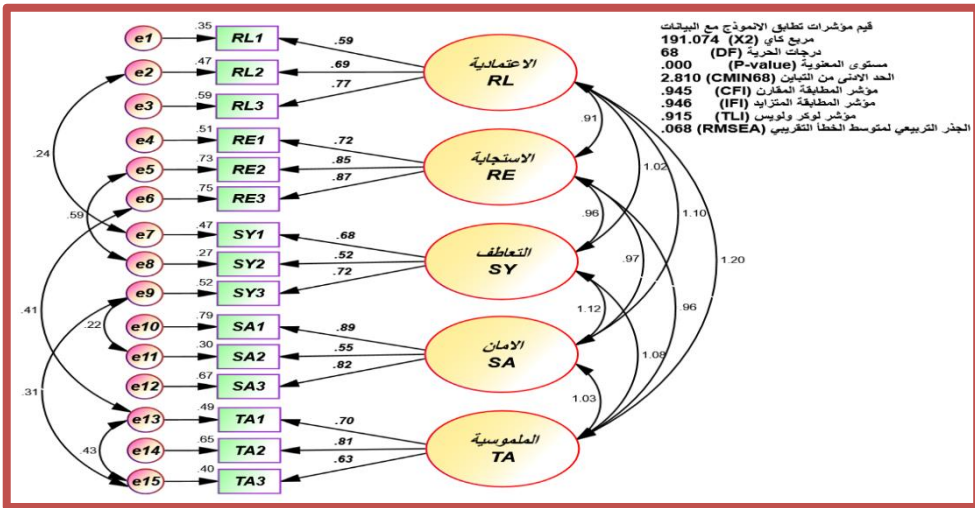 قيم مؤشرات تطابق الانموذج مع البيانات
مربع كاي (X2) 191.074
درجات الحرية (DF) 68
مستوى المعنوية (P-value) .000
الحد الادنى من التباين (CMIN68) 2.810
مؤشر المطابقة المقارن (CFI) .945
مؤشر المطابقة المتزايد (IFI) .946
مؤشر لوكر ولويس (TLI) .915
الجذر التربيعي لمتوسط الخطأ التقريبي (RMSEA) .068
e1 .35 RL1 .59
e2 .47 RL2 .69
e3 .59 RL3 .77
الاعتمادية
RL
e4 .51 RE1 .72
e5 .73 RE2 .85
e6 .75 RE3 .87
الاستجابة
RE
e7 .47 SY1 .68
e8 .27 SY2 .52
e9 .52 SY3 .72
التعاطف
SY
e10 .79 SA1 .89
e11 .30 SA2 .55
e12 .67 SA3 .82
الامان
SA
e13 .49 TA1 .70
e14 .65 TA2 .81
e15 .40 TA3 .63
الملموسية
TA
.24
.59
.41
.22
.31
.43
.91
1.02
1.10
.96
.97
1.20
1.12
.96
1.08
1.03